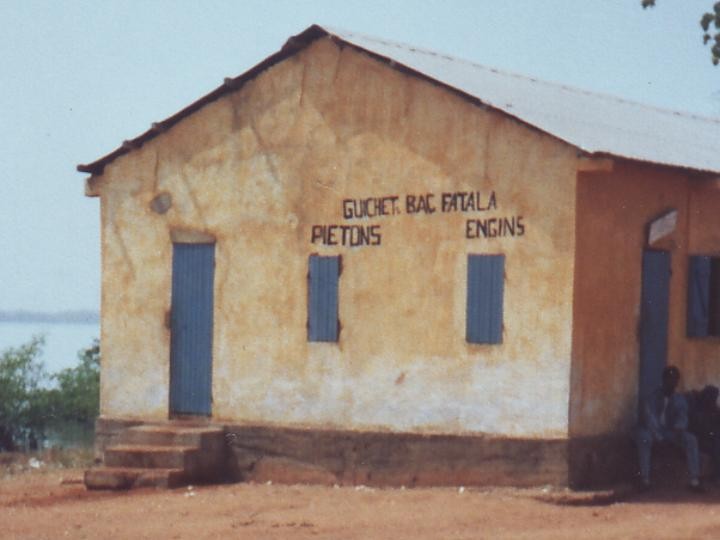 GUICHET. BAC FATALA
PIETONS ENGINS